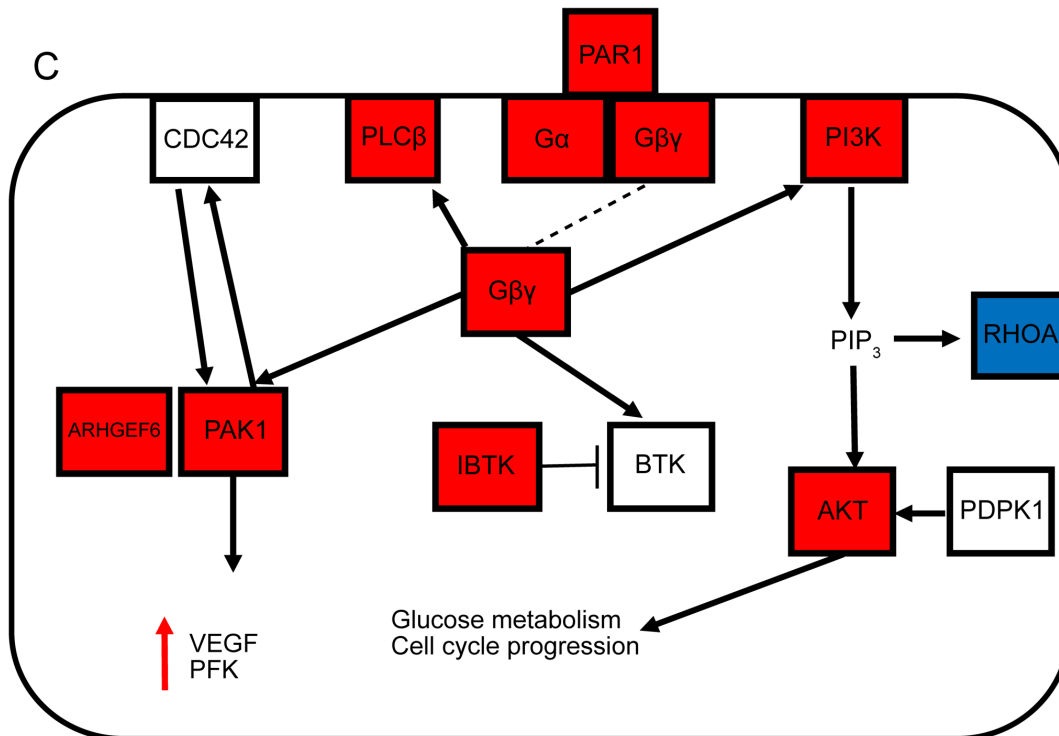 C
PAR1
CDC42
PLCβ
Gα
Gβγ
PI3K
Gβγ
PIP3
RHOA
ARHGEF6
PAK1
IBTK
BTK
AKT
PDPK1
Glucose metabolism
Cell cycle progression
VEGF
PFK